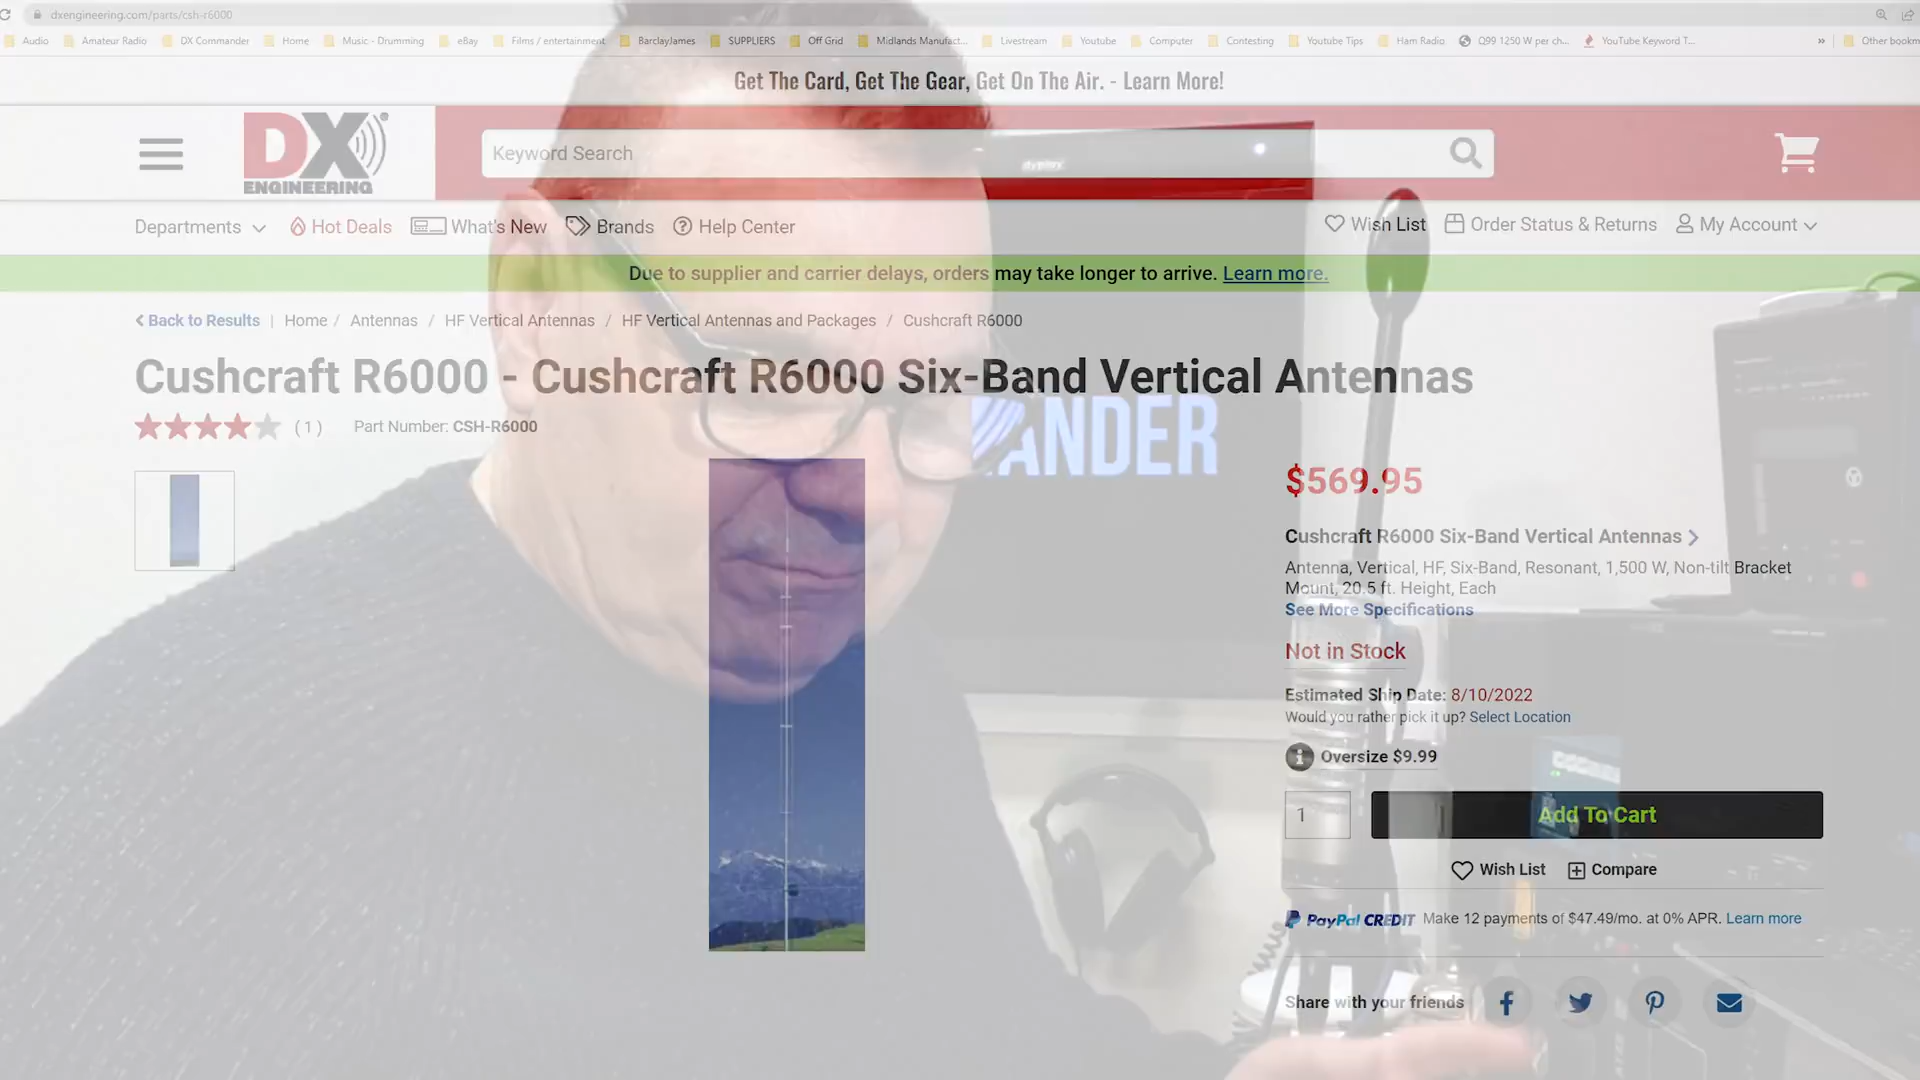 dxengineering.com/parts/csh-r6000
Audio Amateur Radio DX Commander Home Music - Drumming eBay Films / entertainment BarclayJames SUPPLIERS Off Grid Midlands Manufact... Livestream Youtube Computer Contesting Youtube Tips Ham Radio Q99 1250 W per ch... YouTube Keyword T... » Other bookm
Get The Card, Get The Gear, Get On The Air. - Learn More!
DX
ENGINEERING
Keyword Search
Departments Hot Deals What's New Brands Help Center Wish List Order Status & Returns My Account
Due to supplier and carrier delays, orders may take longer to arrive. Learn more.
Back to Results | Home / Antennas / HF Vertical Antennas / HF Vertical Antennas and Packages / Cushcraft R6000
Cushcraft R6000 - Cushcraft R6000 Six-Band Vertical Antennas
( 1 ) Part Number: CSH-R6000
ANDER
$569.95
Cushcraft R6000 Six-Band Vertical Antennas
Antenna, Vertical, HF, Six-Band, Resonant, 1,500 W, Non-tilt Bracket
Mount, 20.5 ft. Height, Each
See More Specifications
Not in Stock
Estimated Ship Date: 8/10/2022
Would you rather pick it up? Select Location
Oversize $9.99
1 Add To Cart
Wish List Compare
PayPal CREDIT Make 12 payments of $47.49/mo. at 0% APR. Learn more
Share with your friends